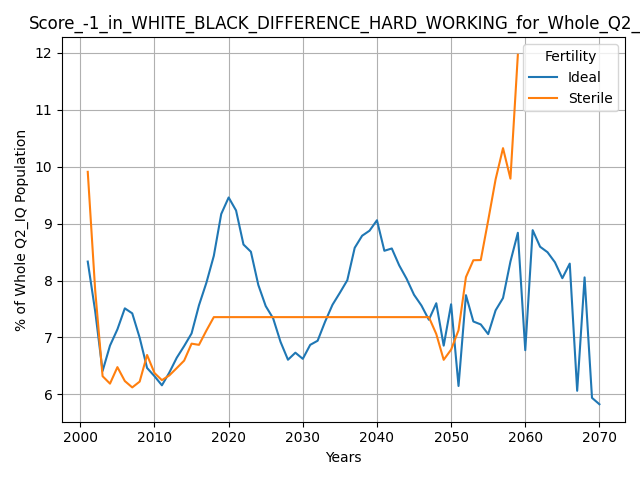 Score_-1_in_WHITE_BLACK_DIFFERENCE_HARD_WORKING_for_Whole_Q2_
Fertility
Ideal
Sterile
% of Whole Q2_IQ Population
12
11
10
9
8
7
6
2000 2010 2020 2030 2040 2050 2060 2070
Years